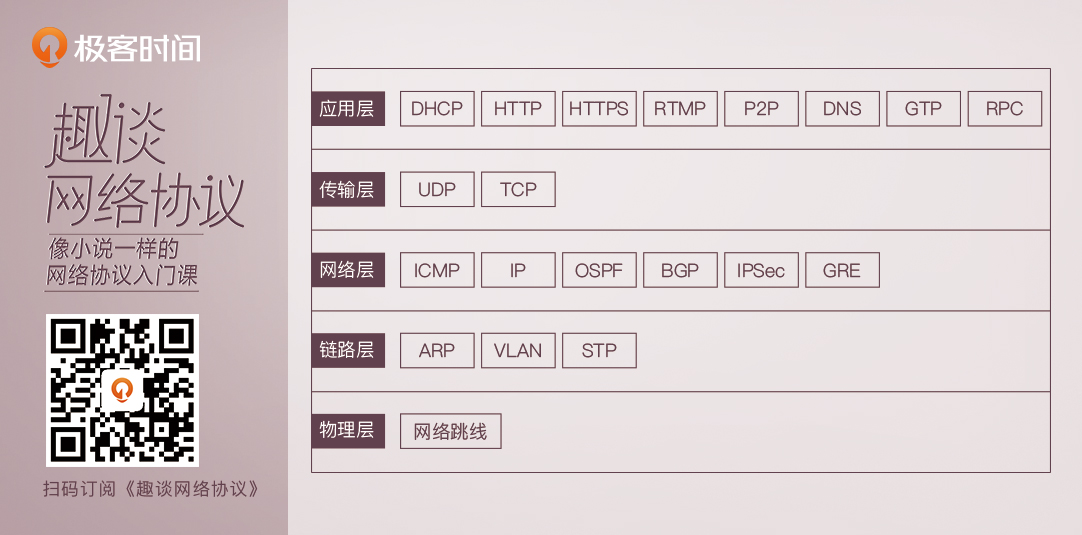 极客时间
趣谈
网络协议
像小说一样的
网络协议入门课
扫码订阅《趣谈网络协议》
应用层 DHCP HTTP HTTPS RTMP P2P DNS GTP RPC
传输层 UDP TCP
网络层 ICMP IP OSPF BGP IPSec GRE
链路层 ARP VLAN STP
物理层 网络跳线